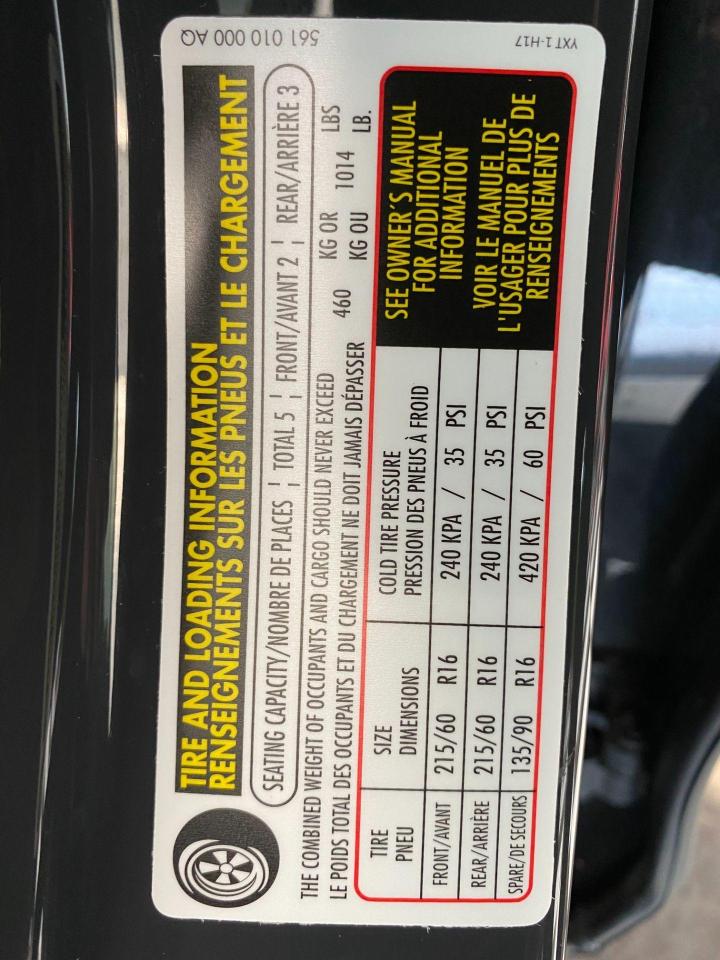 TIRE AND LOADING INFORMATION
RENSEIGNEMENTS SUR LES PNEUS ET LE CHARGEMENT
SEATING CAPACITY/NOMBRE DE PLACES ¦ TOTAL 5 ¦ FRONT/AVANT 2 ¦ REAR/ARRIÈRE 3
THE COMBINED WEIGHT OF OCCUPANTS AND CARGO SHOULD NEVER EXCEED 460 KG OR 1014 LBS
LE POIDS TOTAL DES OCCUPANTS ET DU CHARGEMENT NE DOIT JAMAIS DÉPASSER KG OU LB.
TIRE SIZE COLD TIRE PRESSURE
PNEU DIMENSIONS PRESSION DES PNEUS À FROID
FRONT/AVANT 215/60 R16 240 KPA / 35 PSI
REAR/ARRIÈRE 215/60 R16 240 KPA / 35 PSI
SPARE/DE SECOURS 135/90 R16 420 KPA / 60 PSI
SEE OWNER'S MANUAL
FOR ADDITIONAL
INFORMATION
VOIR LE MANUEL DE
L'USAGER POUR PLUS DE
RENSEIGNEMENTS
561 010 000 AQ
YXT1-H17